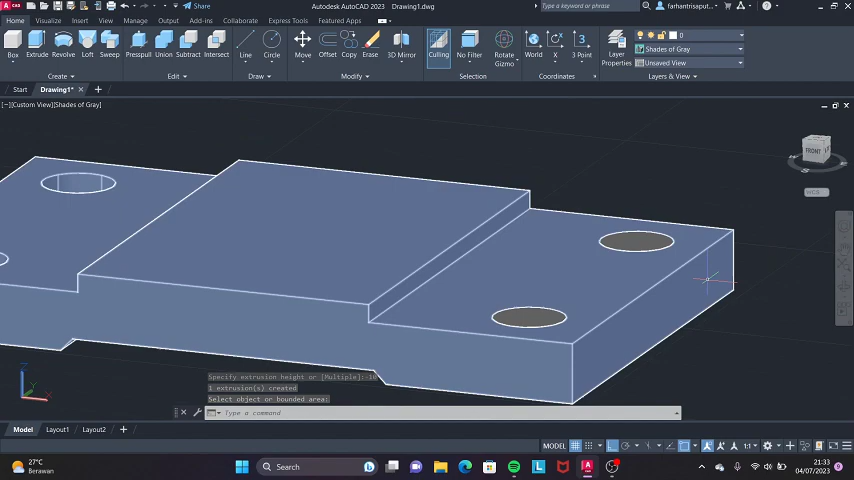 Share
Autodesk AutoCAD 2023 Drawing1.dwg
Type a keyword or phrase
farhantrisaput...
Home Visualize View Manage Output Add-ins Collaborate Express Tools Featured Apps
Box Extrude Revolve Loft Sweep
Presspull Union Subtract Intersect
Line Circle
Move Offset Copy Erase 3D Mirror
Culling No Filter Rotate Gizmo
World X 3 Point
Layer Properties
0
Shades of Gray
Unsaved View
Create Edit Draw Modify Selection Coordinates Layers & View
Start Drawing1*
[−][Custom View][Shades of Gray]
FRONT
WCS
Specify extrusion height or [Multiple]:-10
1 extrusion(s) created
Select object or bounded area:
Type a command
Model Layout1 Layout2
MODEL
1:1
27°C
Berawan
Search
21:33
04/07/2023